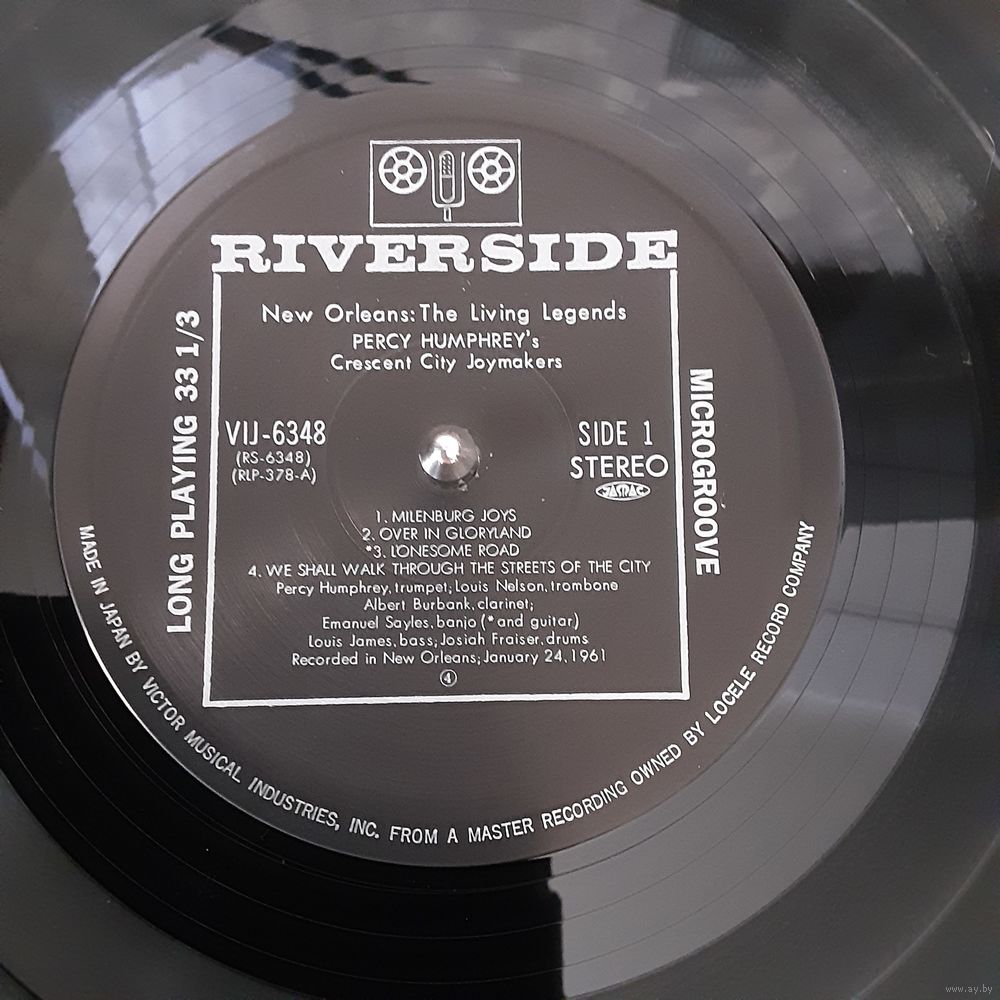 RIVERSIDE
New Orleans: The Living Legends
PERCY HUMPHREY's
Crescent City Joymakers
LONG PLAYING 33 1/3
MICROGROOVE
VIJ-6348
(RS-6348)
(RLP-378-A)
SIDE 1
STEREO
JASRAC
1. MILENBURG JOYS
2. OVER IN GLORYLAND
*3. LONESOME ROAD
4. WE SHALL WALK THROUGH THE STREETS OF THE CITY
Percy Humphrey, trumpet; Louis Nelson, trombone
Albert Burbank, clarinet;
Emanuel Sayles, banjo (* and guitar)
Louis James, bass; Josiah Fraiser, drums
Recorded in New Orleans; January 24, 1961
④
MADE IN JAPAN BY VICTOR MUSICAL INDUSTRIES, INC. FROM A MASTER RECORDING OWNED BY LOCELE RECORD COMPANY
www.ay.by